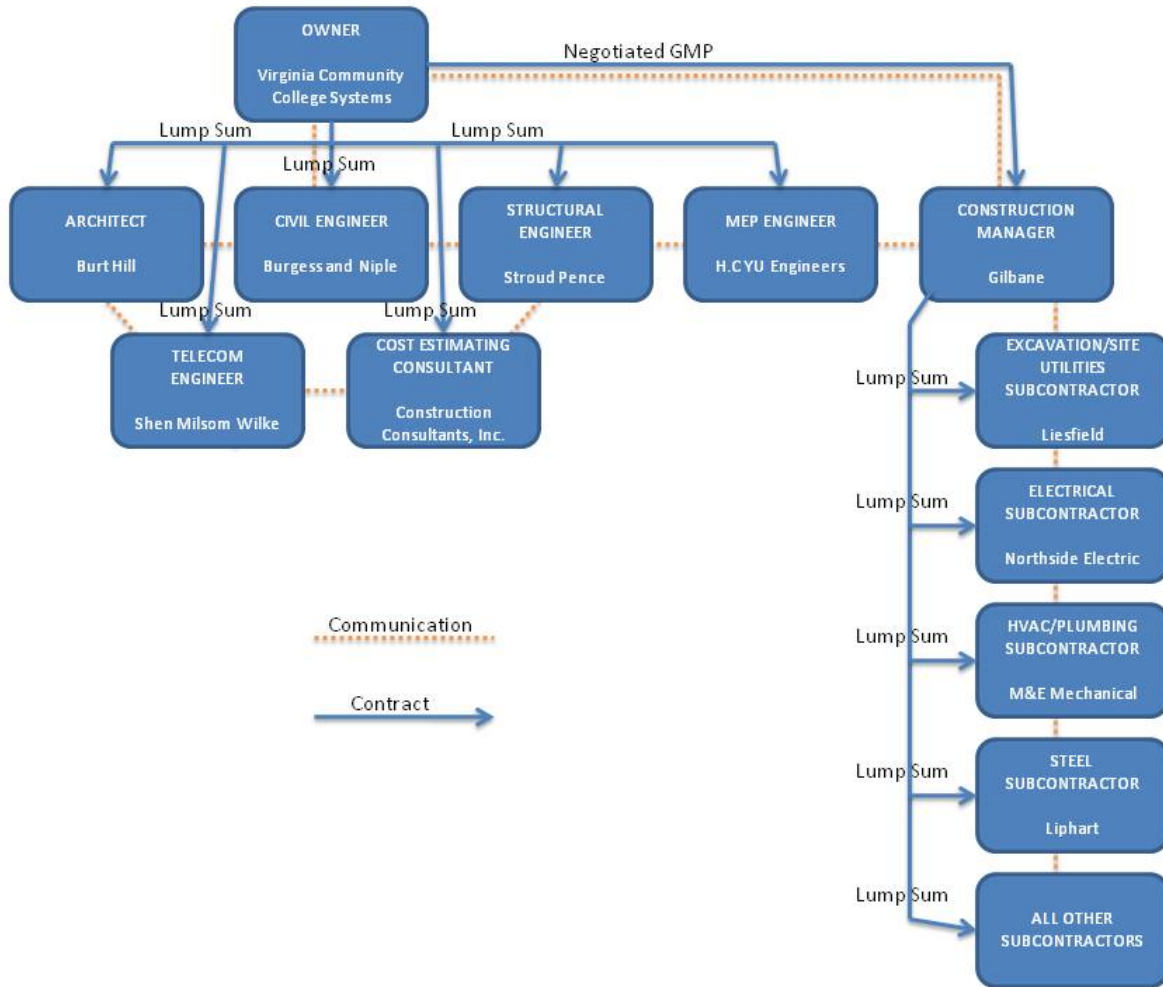 OWNER
Virginia Community
College Systems
Negotiated GMP
Lump Sum
Lump Sum
Lump Sum
ARCHITECT
Burt Hill
CIVIL ENGINEER
Burgess and Niple
STRUCTURAL
ENGINEER
Stroud Pence
MEP ENGINEER
H.C YU Engineers
CONSTRUCTION
MANAGER
Gilbane
Lump Sum
Lump Sum
TELECOM
ENGINEER
Shen Milsom Wilke
COST ESTIMATING
CONSULTANT
Construction
Consultants, Inc.
Lump Sum
EXCAVATION/SITE
UTILITIES
SUBCONTRACTOR
Liesfield
Lump Sum
ELECTRICAL
SUBCONTRACTOR
Northside Electric
Communication
Contract
Lump Sum
HVAC/PLUMBING
SUBCONTRACTOR
M&E Mechanical
Lump Sum
STEEL
SUBCONTRACTOR
Liphart
Lump Sum
ALL OTHER
SUBCONTRACTORS